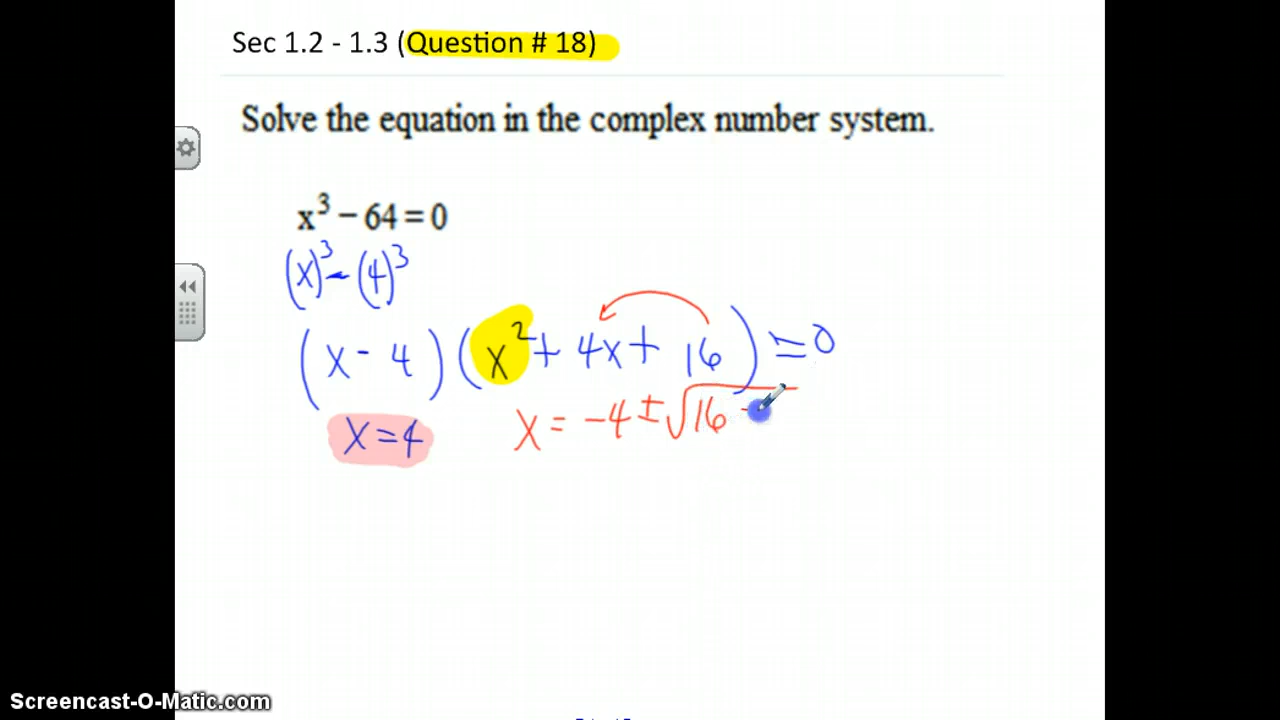 Sec 1.2 - 1.3 (Question # 18)
Solve the equation in the complex number system.
x³ − 64 = 0
(x)³ - (4)³
(x - 4)(x² + 4x + 16) = 0
x = 4
x = -4 ± √16 -
Screencast-O-Matic.com